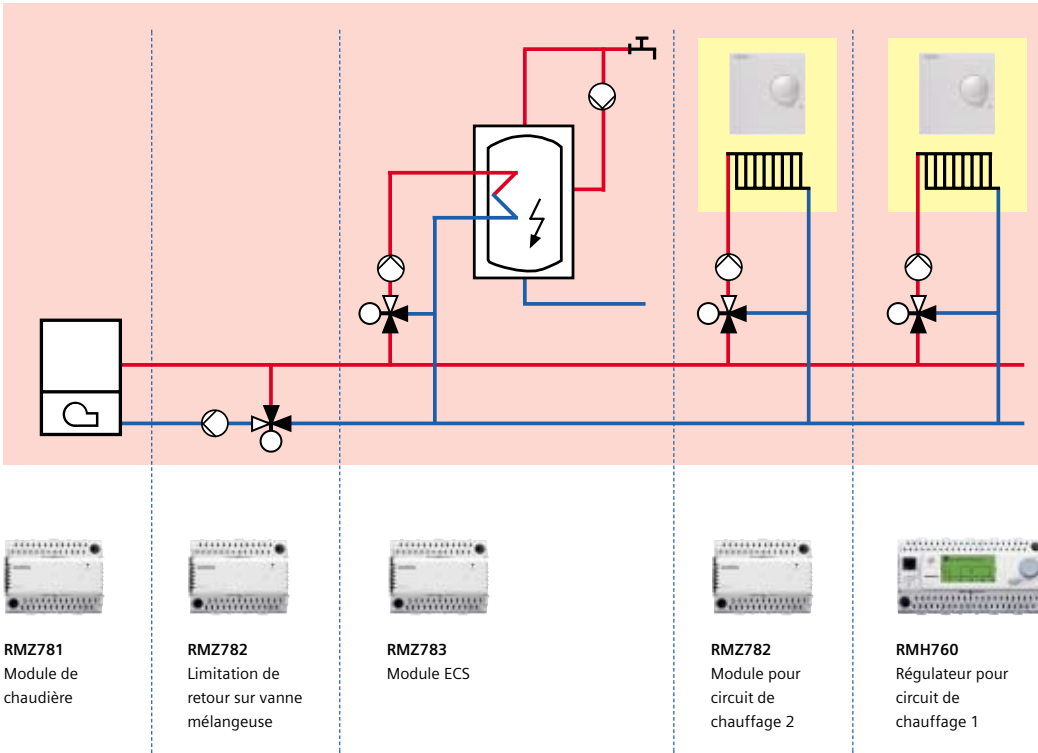 RMZ781
Module de
chaudière
RMZ782
Limitation de
retour sur vanne
mélangeuse
RMZ783
Module ECS
RMZ782
Module pour
circuit de
chauffage 2
RMH760
Régulateur pour
circuit de
chauffage 1